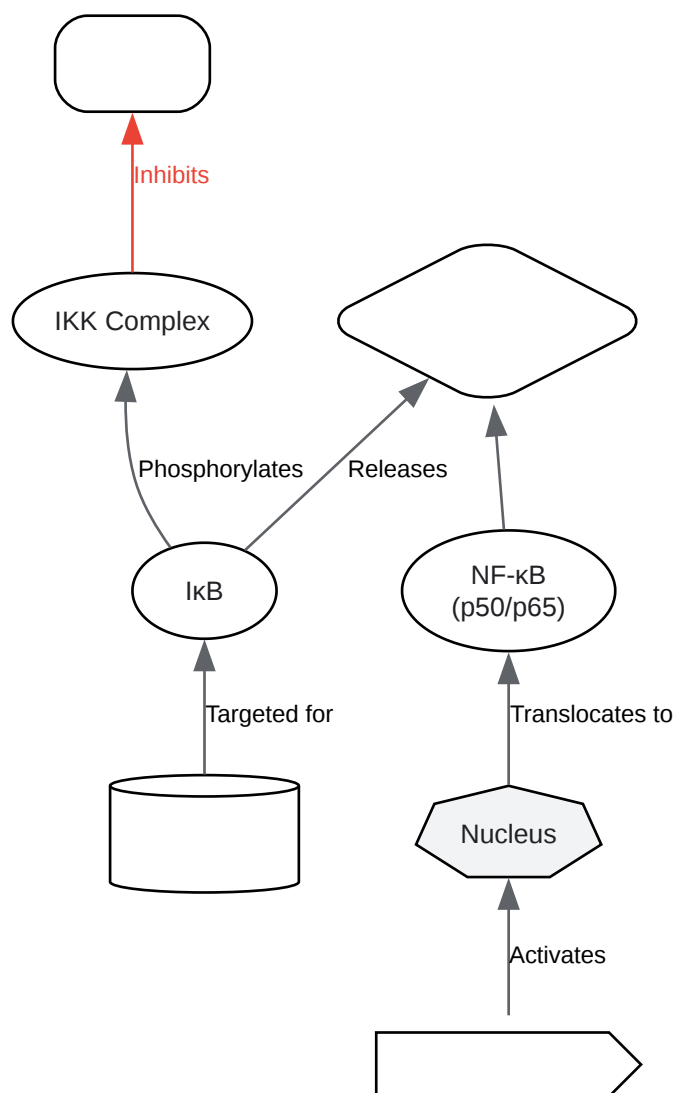 Inhibits
IKK Complex
Phosphorylates
Releases
IκB
NF-κB
(p50/p65)
Targeted for
Translocates to
Nucleus
Activates